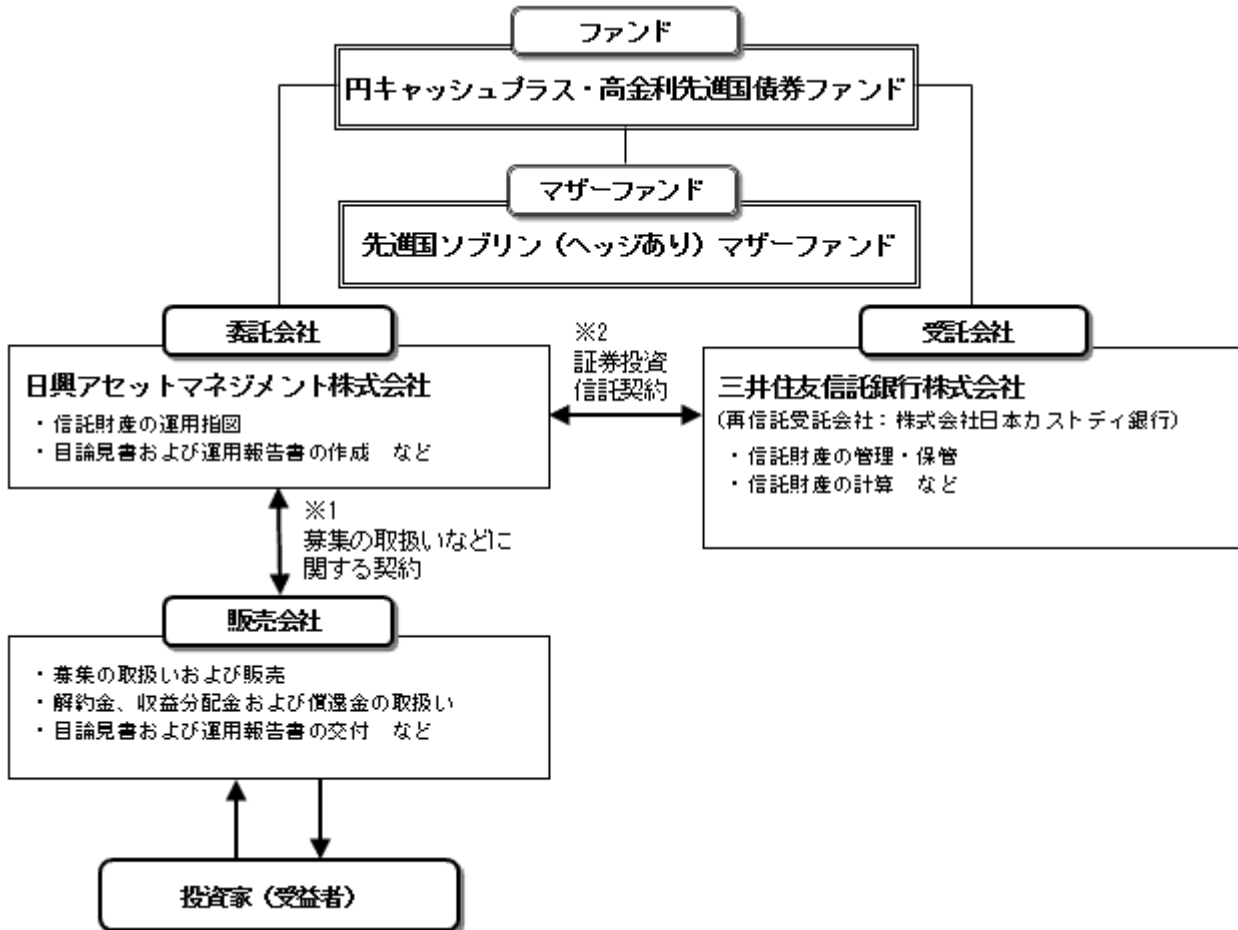 ファンド
円キャッシュプラス・高金利先進国債券ファンド
マザーファンド
先進国ソブリン（ヘッジあり）マザーファンド
委託会社
日興アセットマネジメント株式会社
・信託財産の運用指図
・目論見書および運用報告書の作成　など
※2
証券投資
信託契約
受託会社
三井住友信託銀行株式会社
(再信託受託会社：株式会社日本カストディ銀行)
・信託財産の管理・保管
・信託財産の計算　など
※1
募集の取扱いなどに
関する契約
販売会社
・募集の取扱いおよび販売
・解約金、収益分配金および償還金の取扱い
・目論見書および運用報告書の交付　など
投資家（受益者）